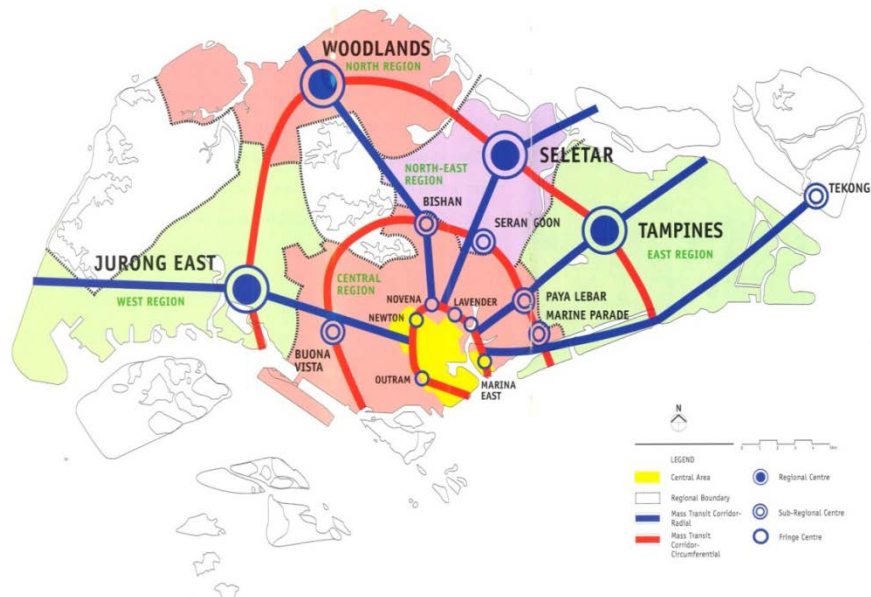 WOODLANDS
NORTH REGION
NORTH-EAST
REGION
SELETAR
BISHAN
SERAN GOON
TEKONG
TAMPINES
EAST REGION
JURONG EAST
WEST REGION
CENTRAL
REGION
NOVENA
LAVENDER
NEWTON
PAYA LEBAR
MARINE PARADE
BUONA
VISTA
OUTRAM
MARINA
EAST
N
LEGEND
Central Area
Regional Boundary
Mass Transit Corridor-
Radial
Mass Transit
Corridor-
Circumferential
Regional Centre
Sub-Regional Centre
Fringe Centre